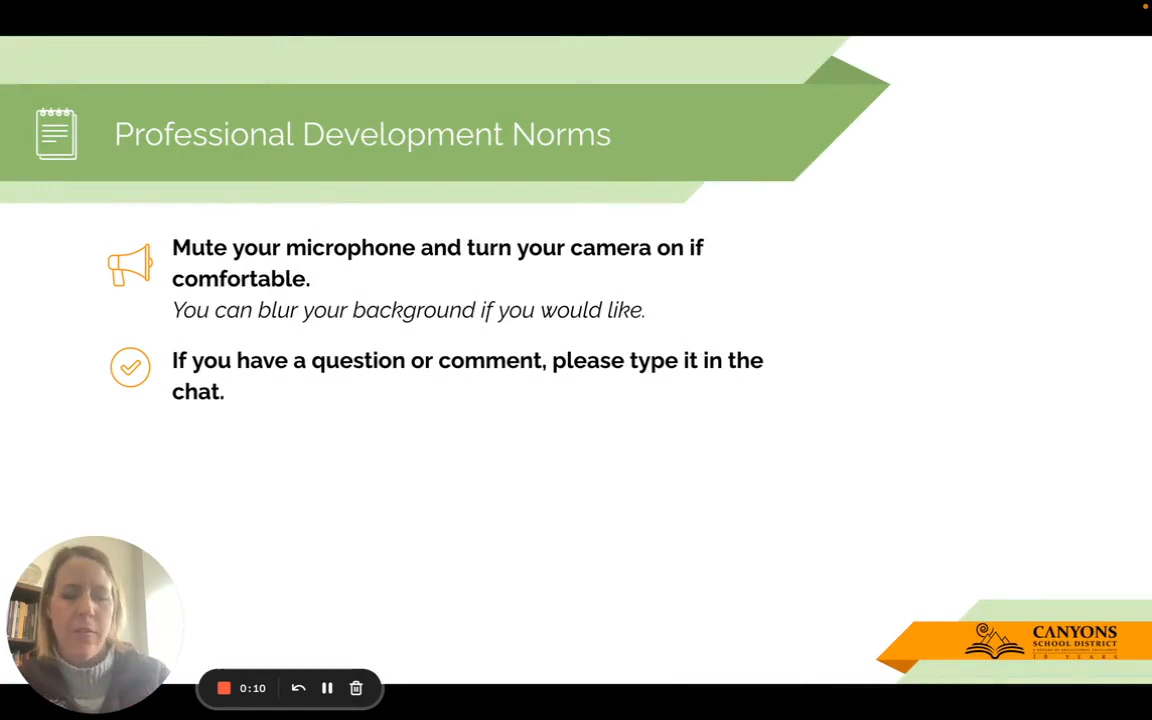 Professional Development Norms
Mute your microphone and turn your camera on if
comfortable.
You can blur your background if you would like.
If you have a question or comment, please type it in the
chat.
CANYONS
SCHOOL DISTRICT
10 YEARS
0:10